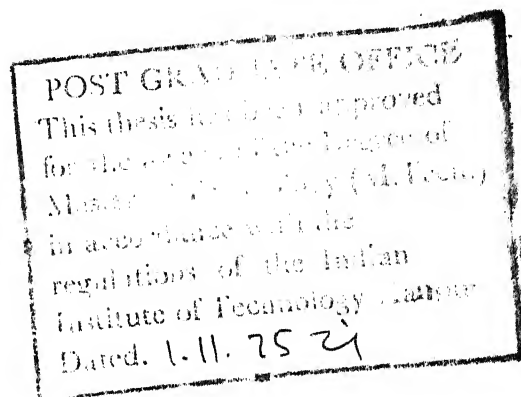 POST GRADUATE OFFICE
This thesis has been approved
for the award of the Degree of
Master of Technology (M.Tech.)
in accordance with the
regulations of the Indian
Institute of Technology Kanpur
Dated. 1.11.75 21